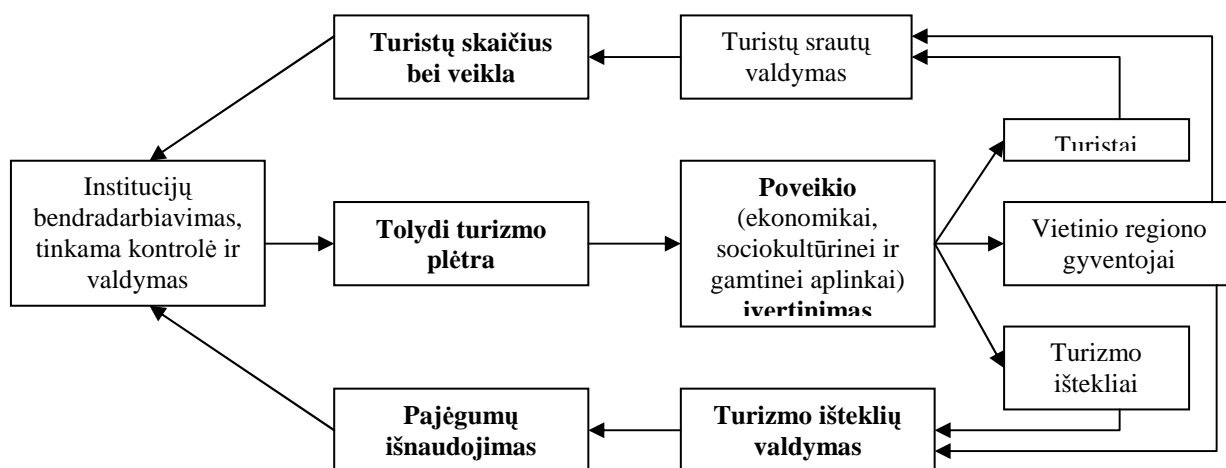 Turistų skaičius
bei veikla
Turistų srautų
valdymas
Turistai
Institucijų
bendradarbiavimas,
tinkama kontrolė ir
valdymas
Tolydi turizmo
plėtra
Poveikio
(ekonomikai,
sociokultūrinei ir
gamtinei aplinkai)
įvertinimas
Vietinio regiono
gyventojai
Turizmo
ištekliai
Pajėgumų
išnaudojimas
Turizmo išteklių
valdymas